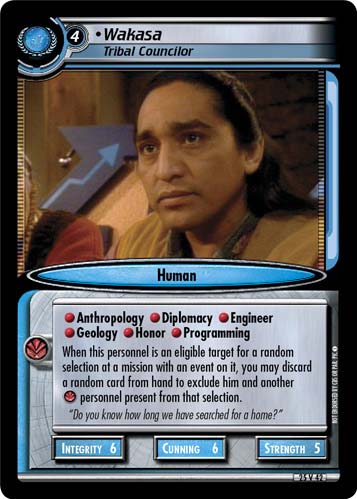 4 •Wakasa
Tribal Councilor
Human
• Anthropology • Diplomacy • Engineer
• Geology • Honor • Programming
When this personnel is an eligible target for a random
selection at a mission with an event on it, you may discard
a random card from hand to exclude him and another
personnel present from that selection.
"Do you know how long we have searched for a home?"
INTEGRITY 6 CUNNING 6 STRENGTH 5
25 V 42